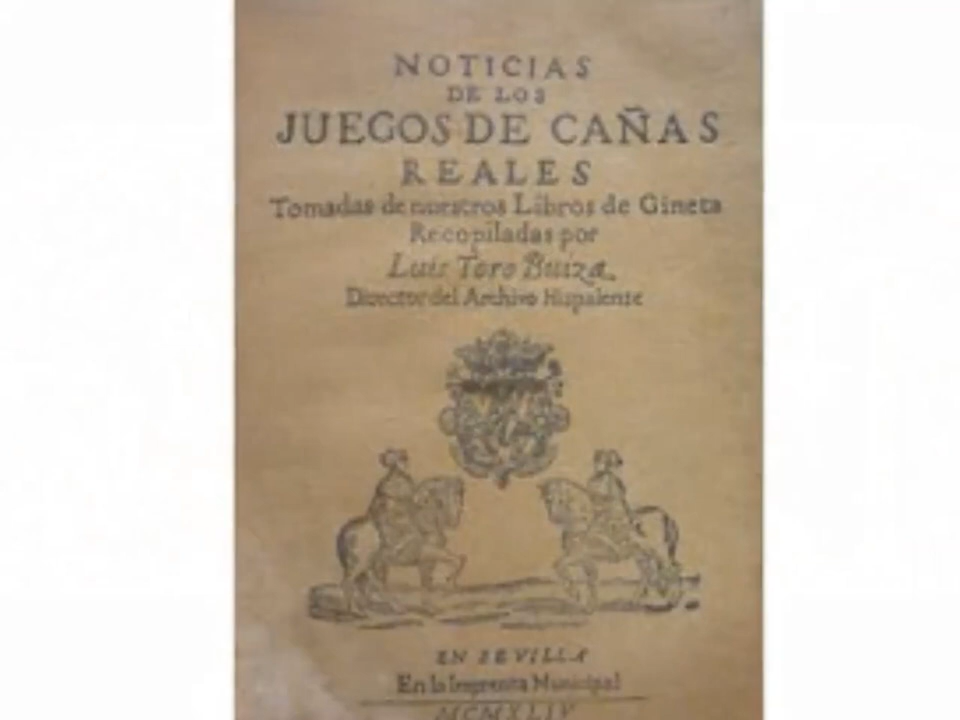 NOTICIAS
DE LOS
JUEGOS DE CAÑAS
REALES
Tomadas de nuestros Libros de Gineta
Recopiladas por
Luis Toro Buiza
Director del Archivo Hispalense
EN SEVILLA
En la Imprenta Municipal
MCMXLIV